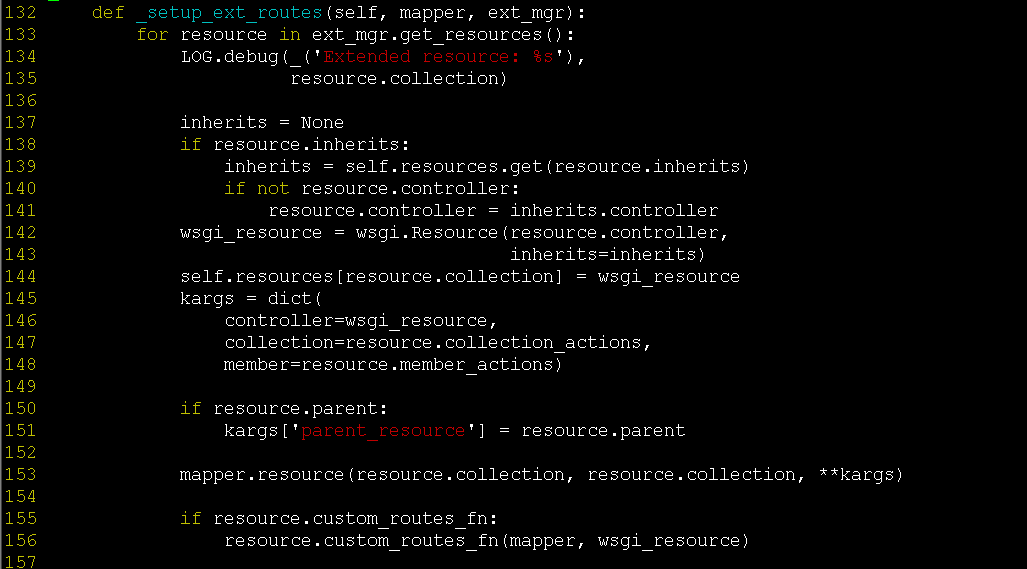 132     def _setup_ext_routes(self, mapper, ext_mgr):
133         for resource in ext_mgr.get_resources():
134             LOG.debug(_('Extended resource: %s'),
135                       resource.collection)
136
137             inherits = None
138             if resource.inherits:
139                 inherits = self.resources.get(resource.inherits)
140                 if not resource.controller:
141                     resource.controller = inherits.controller
142             wsgi_resource = wsgi.Resource(resource.controller,
143                                           inherits=inherits)
144             self.resources[resource.collection] = wsgi_resource
145             kargs = dict(
146                 controller=wsgi_resource,
147                 collection=resource.collection_actions,
148                 member=resource.member_actions)
149
150             if resource.parent:
151                 kargs['parent_resource'] = resource.parent
152
153             mapper.resource(resource.collection, resource.collection, **kargs)
154
155             if resource.custom_routes_fn:
156                 resource.custom_routes_fn(mapper, wsgi_resource)
157